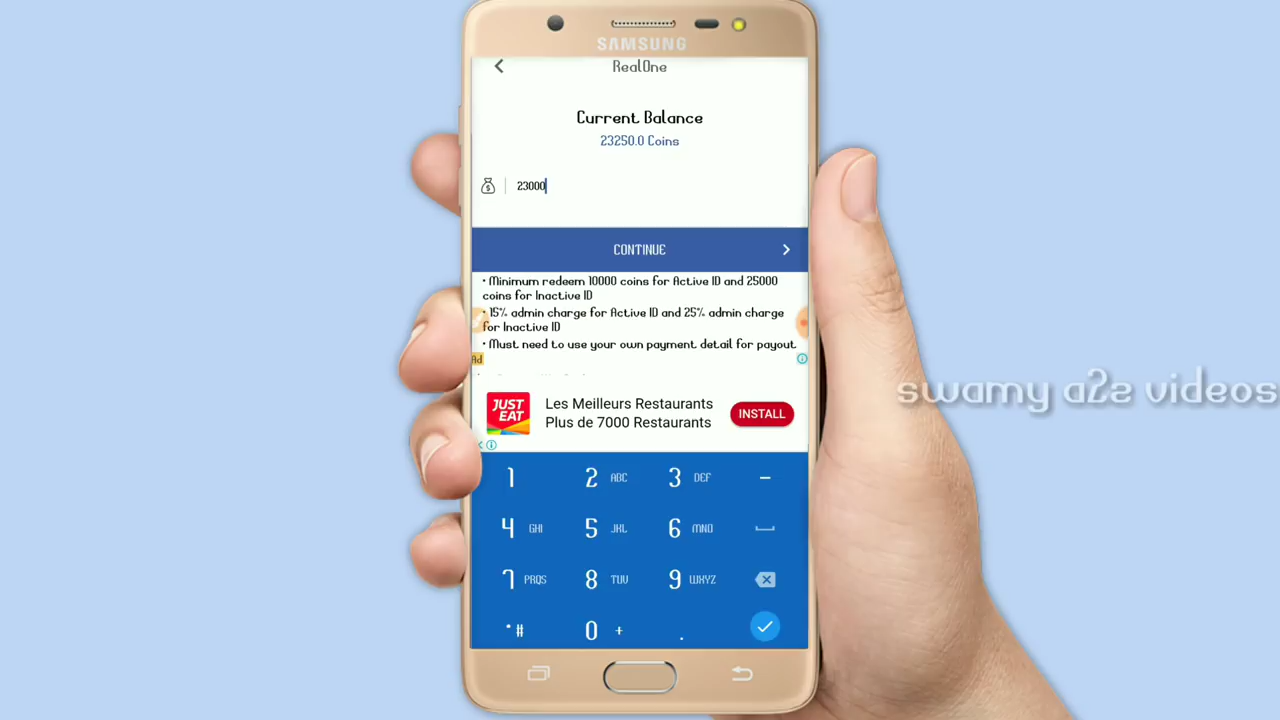 SAMSUNG
RealOne
Current Balance
23250.0 Coins
23000
CONTINUE
• Minimum redeem 10000 coins for Active ID and 25000
coins for Inactive ID
• 15% admin charge for Active ID and 25% admin charge
for Inactive ID
• Must need to use your own payment detail for payout
Ad
JUST
EAT
Les Meilleurs Restaurants
Plus de 7000 Restaurants
INSTALL
swamy a2z videos
1 2 ABC 3 DEF -
4 GHI 5 JKL 6 MNO
7 PRQS 8 TUV 9 WXYZ
* # 0 + .